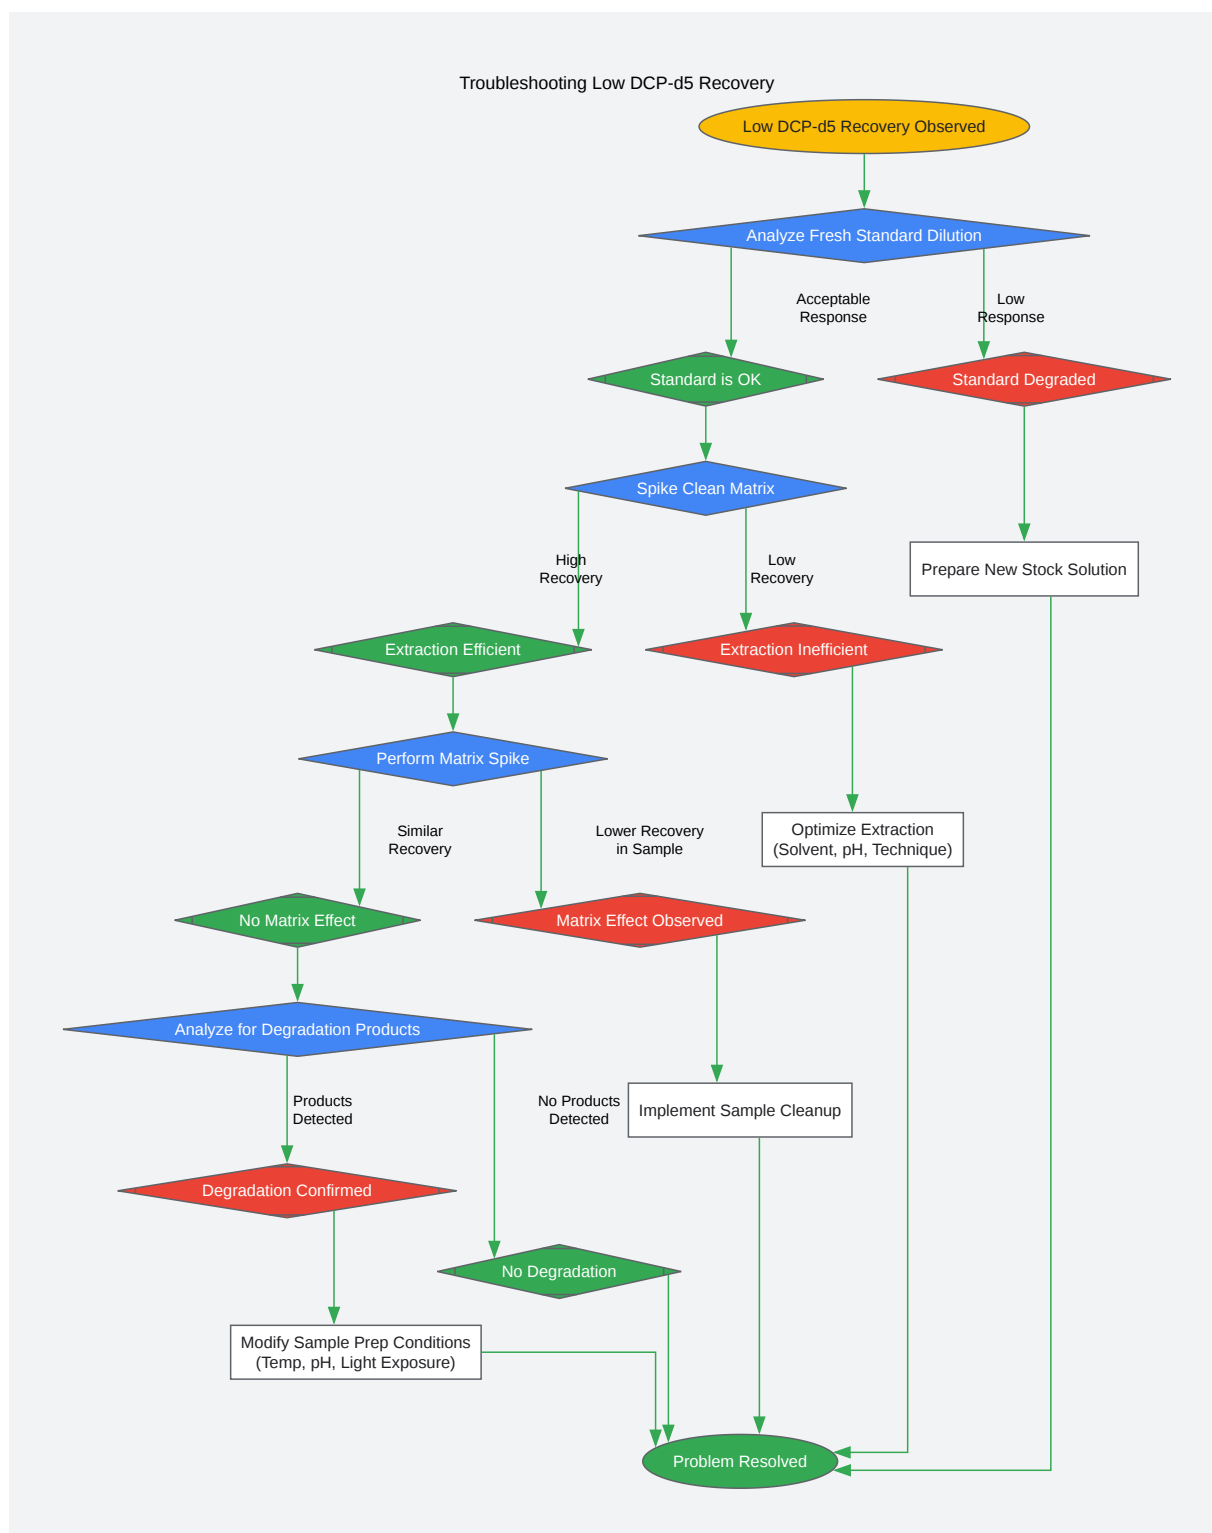 Troubleshooting Low DCP-d5 Recovery
Low DCP-d5 Recovery Observed
Analyze Fresh Standard Dilution
Acceptable
Response
Low
Response
Standard is OK
Standard Degraded
Spike Clean Matrix
High
Recovery
Low
Recovery
Prepare New Stock Solution
Extraction Efficient
Extraction Inefficient
Perform Matrix Spike
Similar
Recovery
Lower Recovery
in Sample
Optimize Extraction
(Solvent, pH, Technique)
No Matrix Effect
Matrix Effect Observed
Analyze for Degradation Products
Products
Detected
No Products
Detected
Implement Sample Cleanup
Degradation Confirmed
No Degradation
Modify Sample Prep Conditions
(Temp, pH, Light Exposure)
Problem Resolved